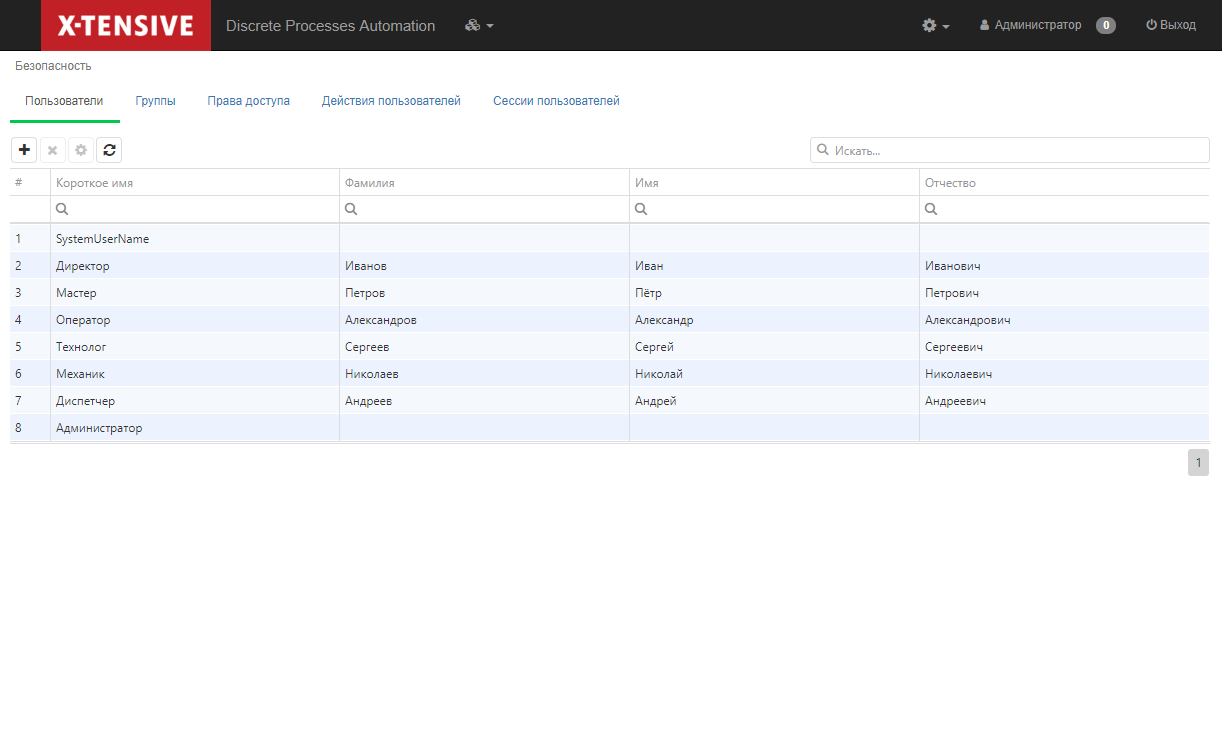 X-TENSIVE Discrete Processes Automation Администратор 0 Выход
Безопасность
Пользователи Группы Права доступа Действия пользователей Сессии пользователей
Искать...
# Короткое имя Фамилия Имя Отчество
1 SystemUserName
2 Директор Иванов Иван Иванович
3 Мастер Петров Пётр Петрович
4 Оператор Александров Александр Александрович
5 Технолог Сергеев Сергей Сергеевич
6 Механик Николаев Николай Николаевич
7 Диспетчер Андреев Андрей Андреевич
8 Администратор
1